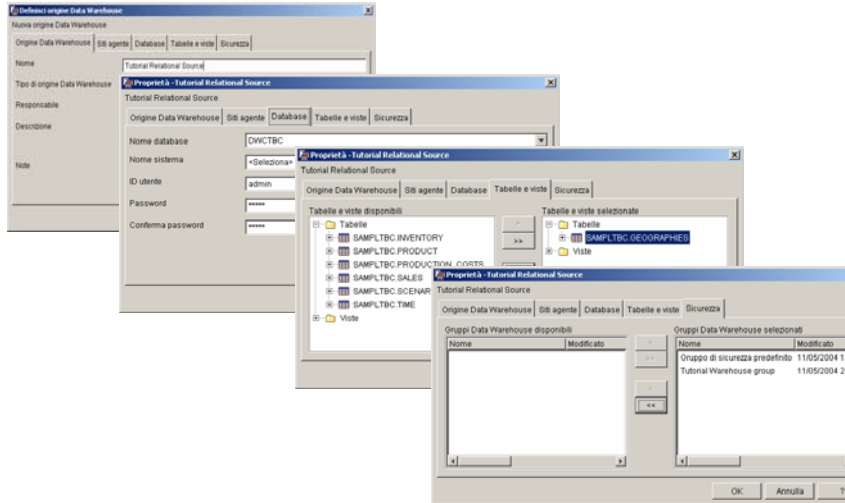 Definisci origine Data Warehouse
Nuova origine Data Warehouse
Origine Data Warehouse Siti agente Database Tabelle e viste Sicurezza
Nome Tutorial Relational Source
Tipo di origine Data Warehouse
Responsabile
Descrizione
Note
Proprietà - Tutorial Relational Source
Tutorial Relational Source
Origine Data Warehouse Siti agente Database Tabelle e viste Sicurezza
Nome database DWCTBC
Nome sistema <Seleziona>
ID utente admin
Password *****
Conferma password *****
Proprietà - Tutorial Relational Source
Tutorial Relational Source
Origine Data Warehouse Siti agente Database Tabelle e viste Sicurezza
Tabelle e viste disponibili
Tabelle
SAMPLTBC.INVENTORY
SAMPLTBC.PRODUCT
SAMPLTBC.PRODUCTION_COSTS
SAMPLTBC.SALES
SAMPLTBC.SCENAR
SAMPLTBC.TIME
Viste
>
>>
Tabelle e viste selezionate
Tabelle
SAMPLTBC.GEOGRAPHIES
Viste
Proprietà - Tutorial Relational Source
Tutorial Relational Source
Origine Data Warehouse Siti agente Database Tabelle e viste Sicurezza
Gruppi Data Warehouse disponibili
Nome Modificato
>
>>
<
<<
Gruppi Data Warehouse selezionati
Nome Modificato
Gruppo di sicurezza predefinito 11/05/2004 1
Tutorial Warehouse group 11/05/2004 2
OK Annulla ?